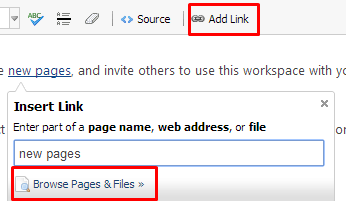 ABC Source Add Link
e new pages, and invite others to use this workspace with yo
Insert Link ×
Enter part of a page name, web address, or file
new pages
Browse Pages & Files »